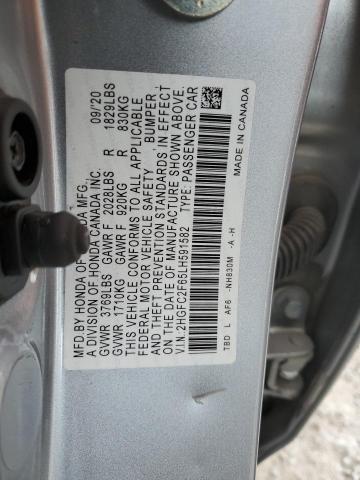 MFD.BY HONDA OF CANADA MFG.,
A DIVISION OF HONDA CANADA INC. 09/20
GVWR 3769LBS GAWR F 2028LBS R 1829LBS
GVWR 1710KG GAWR F 920KG R 830KG
THIS VEHICLE CONFORMS TO ALL APPLICABLE
FEDERAL MOTOR VEHICLE SAFETY , BUMPER,
AND THEFT PREVENTION STANDARDS IN EFFECT
ON THE DATE OF MANUFACTURE SHOWN ABOVE.
V.I.N.:2HGFC2F65LH591582 TYPE: PASSENGER CAR
TBD L AF6 -NH830M -A -H
MADE IN CANADA